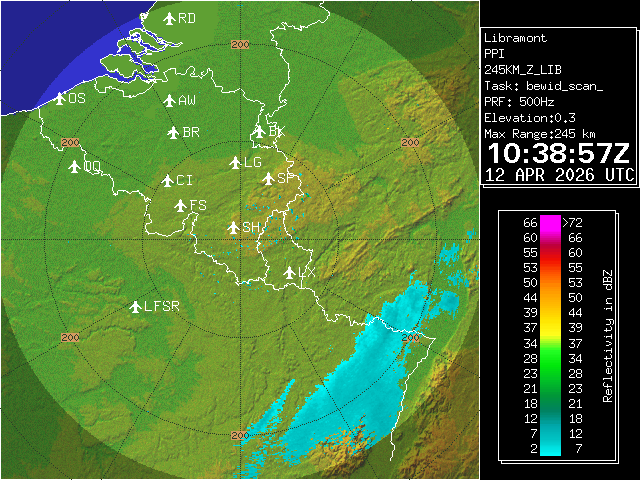 RD
200
OS
AW
BR
BK
200
200
QQ
LG
CI
SP
FS
SH
LX
LFSR
200
200
200
Libramont
PPI
245KM_Z_LIB
Task: bewid_scan_
PRF: 500Hz
Elevation:0.3
Max Range:245 km
10:38:57Z
12 APR 2026 UTC
66 >72
60 66
55 60
53 55
50 53
44 50
39 44
37 39
34 37
28 34
23 28
21 23
18 21
12 18
7 12
2 7
Reflectivity in dBZ